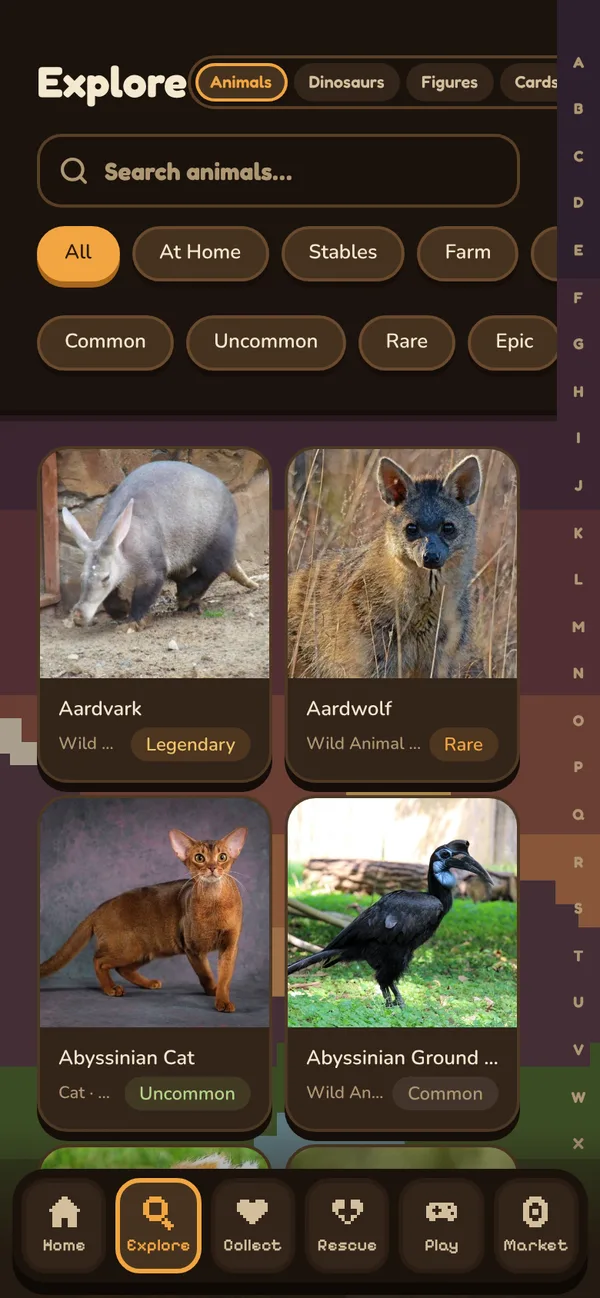 Explore Animals Dinosaurs Figures Cards
Search animals...
All At Home Stables Farm
Common Uncommon Rare Epic
Aardvark
Wild ... Legendary
Aardwolf
Wild Animal ... Rare
Abyssinian Cat
Cat · ... Uncommon
Abyssinian Ground ...
Wild An... Common
Home Explore Collect Rescue Play Market
A
B
C
D
E
F
G
H
I
J
K
L
M
N
O
P
Q
R
S
T
U
V
W
X